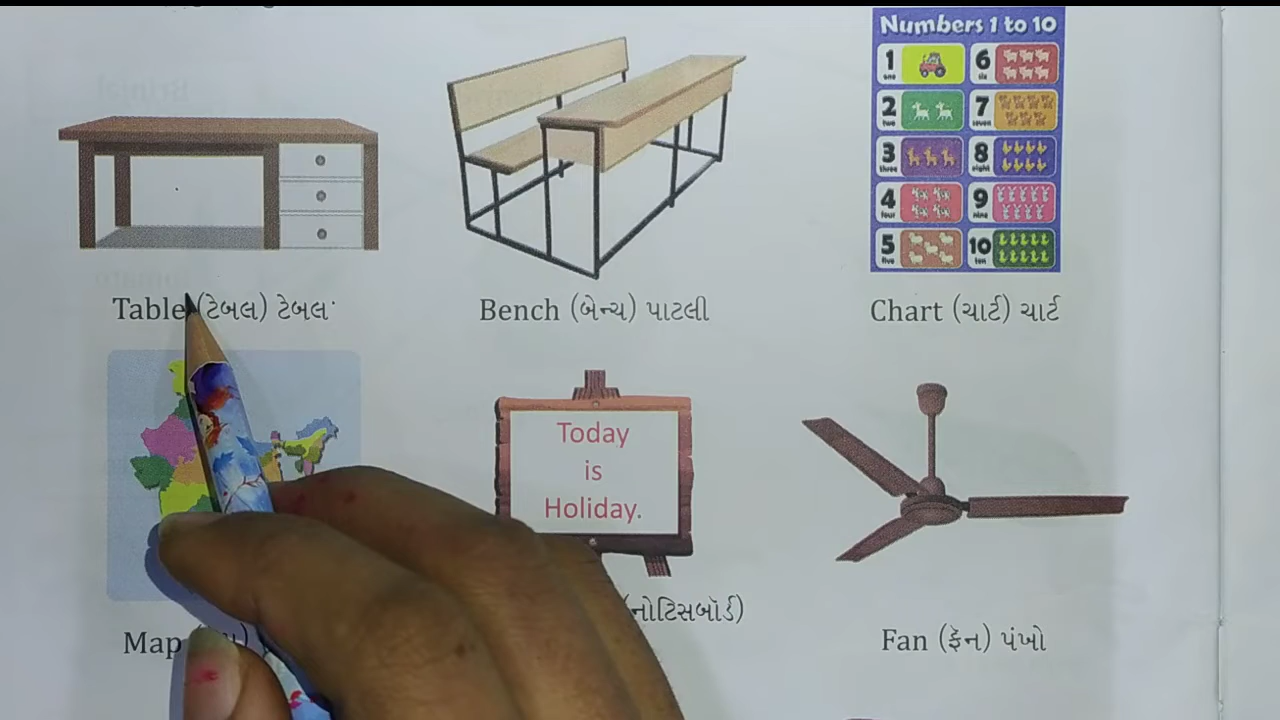 Numbers 1 to 10
1 one
6 six
2 two
7 seven
3 three
8 eight
4 four
9 nine
5 five
10 ten
Table (ટેબલ) ટેબલ
Bench (બેન્ચ) પાટલી
Chart (ચાર્ટ) ચાર્ટ
Today
is
Holiday.
Map
(નોટિસબૉર્ડ)
Fan (ફૅન) પંખો